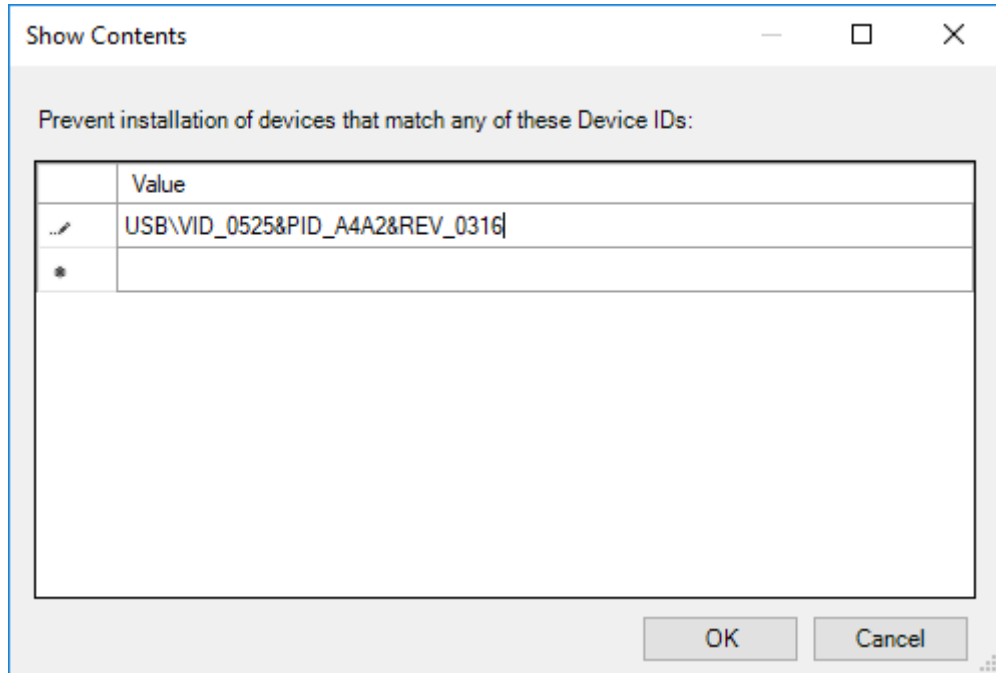 Show Contents
Prevent installation of devices that match any of these Device IDs:
Value
USB\VID_0525&PID_A4A2&REV_0316
OK Cancel